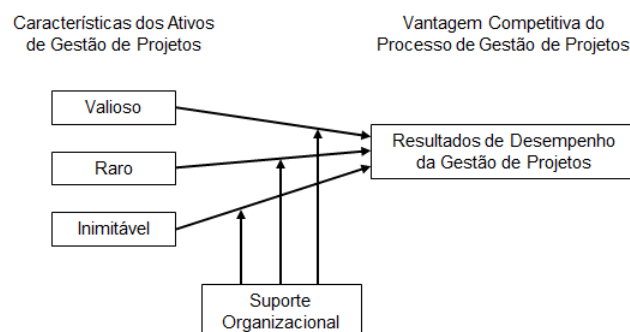 Características dos Ativos
de Gestão de Projetos
Vantagem Competitiva do
Processo de Gestão de Projetos
Valioso
Raro
Inimitável
Resultados de Desempenho
da Gestão de Projetos
Suporte
Organizacional